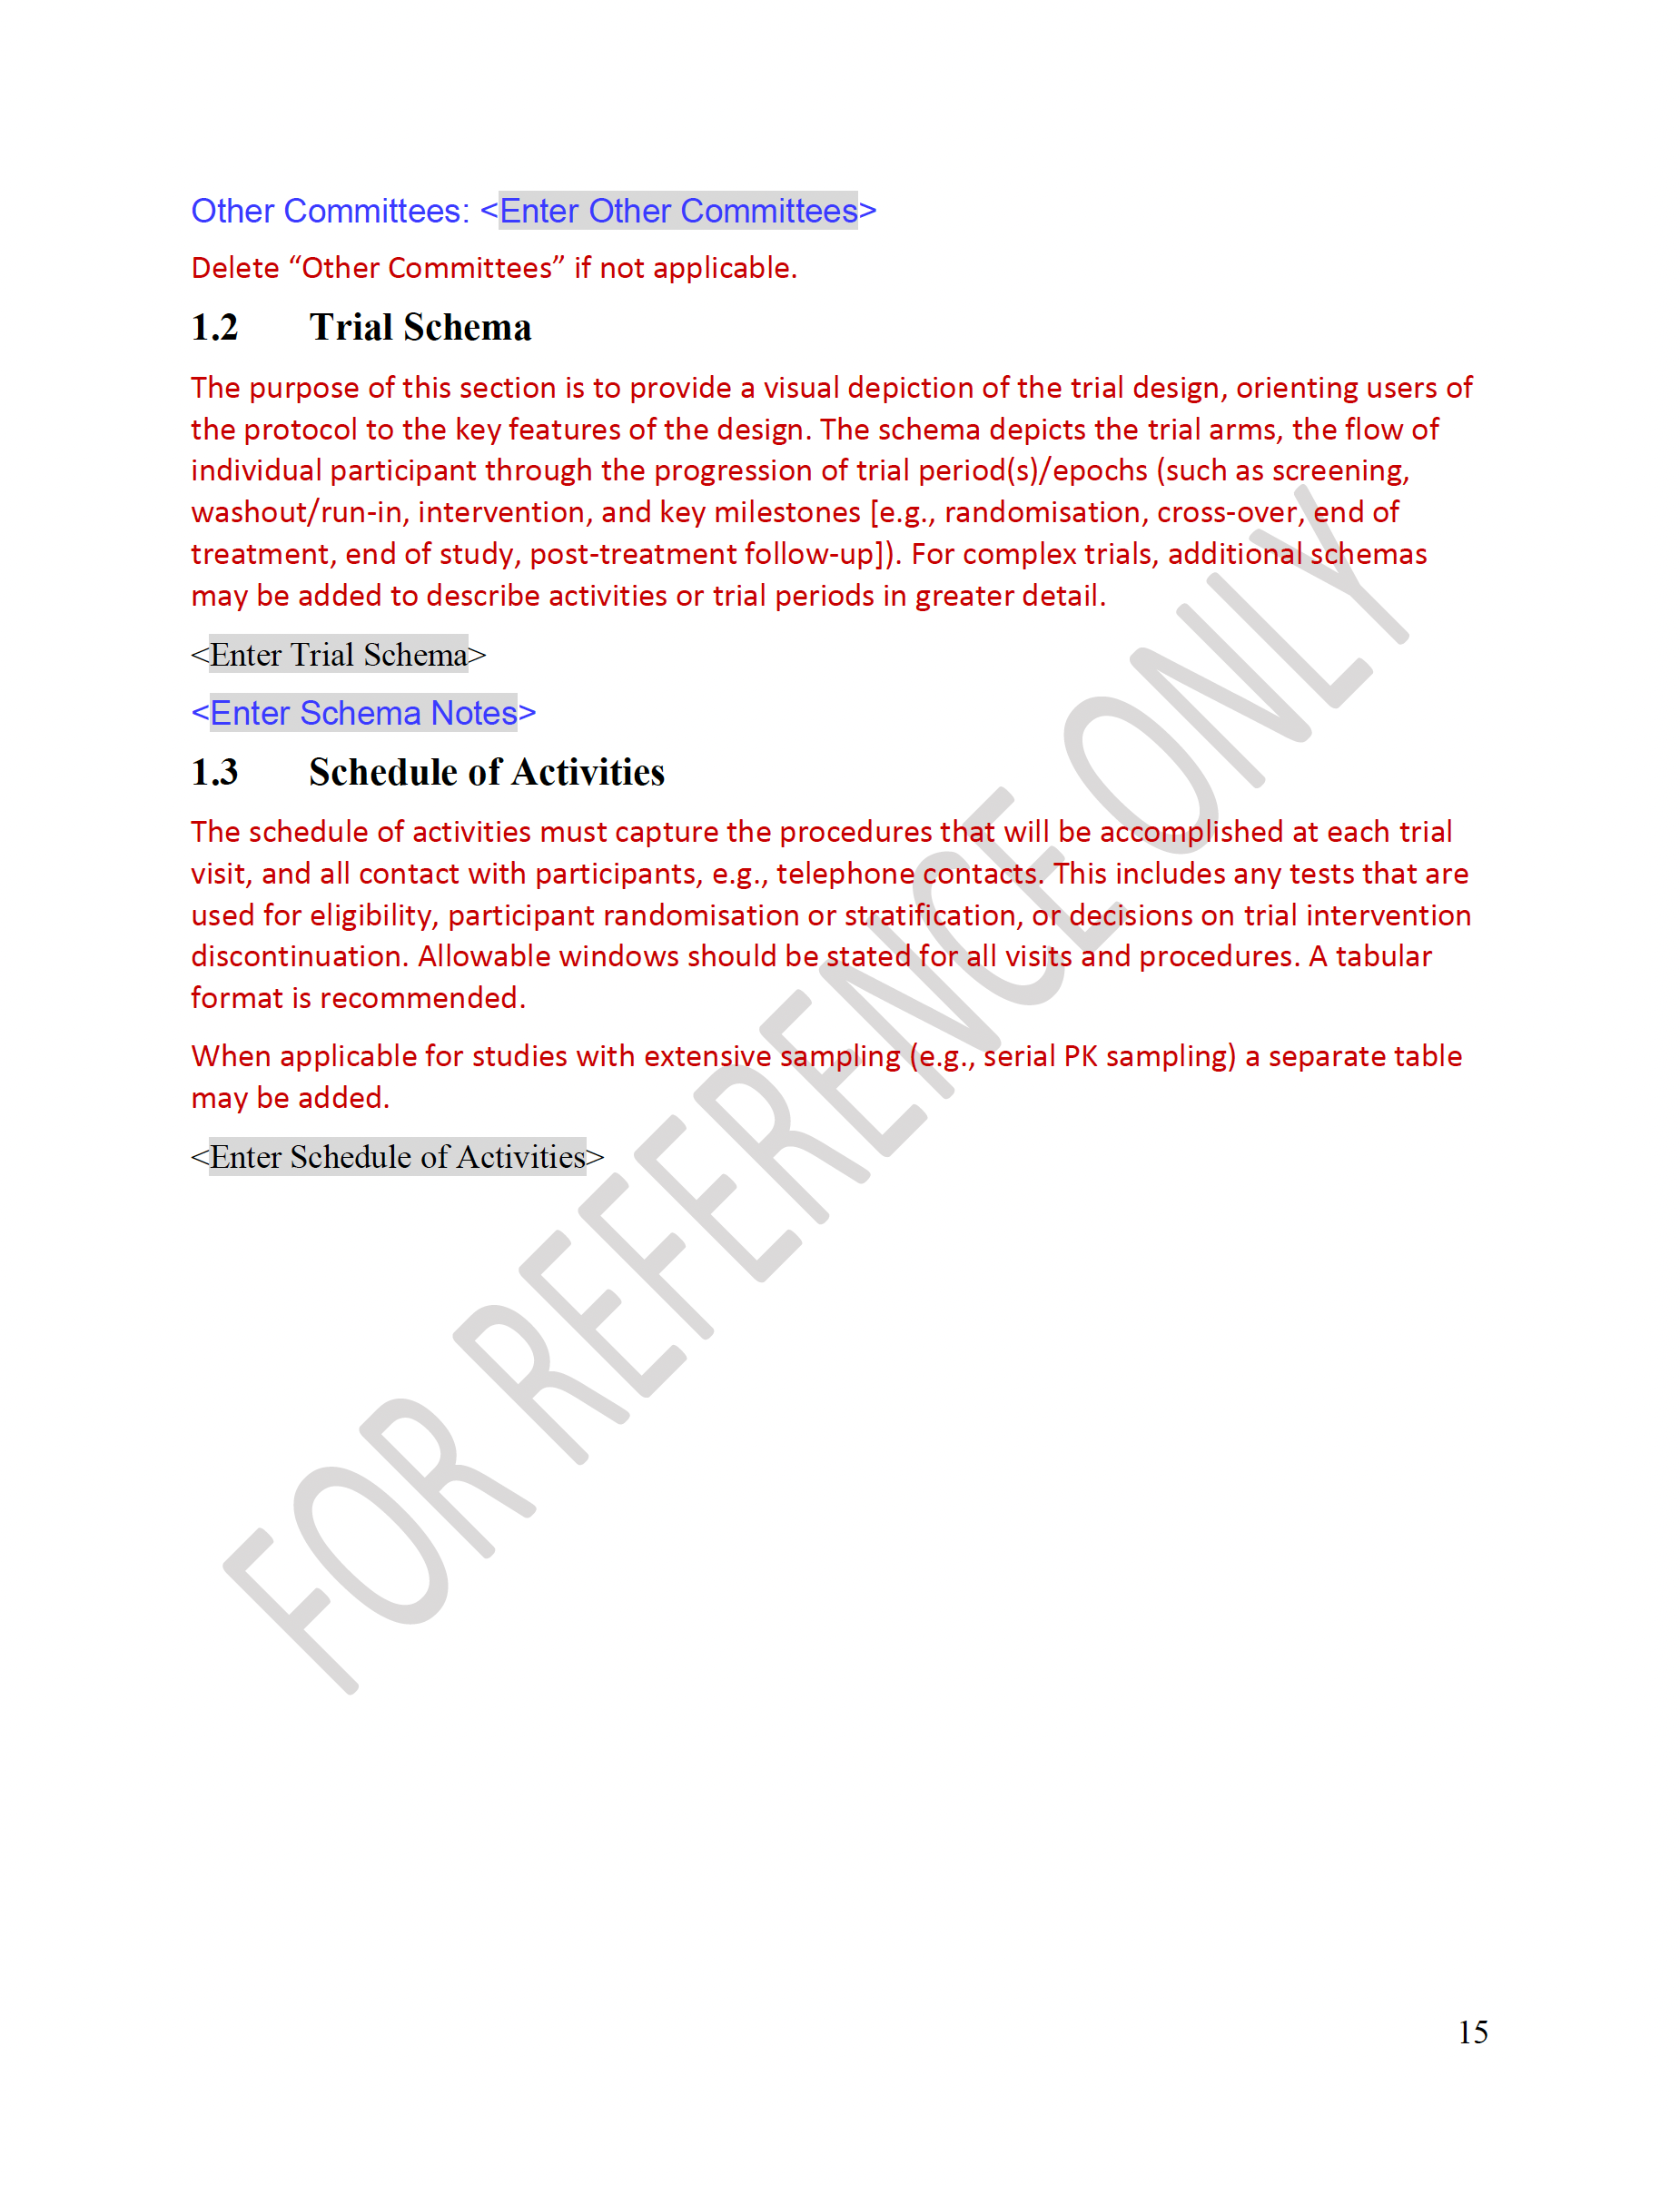 Other Committees: <Enter Other Committees>
Delete “Other Committees” if not applicable.
1.2 Trial Schema
The purpose of this section is to provide a visual depiction of the trial design, orienting users of
the protocol to the key features of the design. The schema depicts the trial arms, the flow of
individual participant through the progression of trial period(s)/epochs (such as screening,
washout/run-in, intervention, and key milestones [e.g., randomisation, cross-over, end of
treatment, end of study, post-treatment follow-up]). For complex trials, additional schemas
may be added to describe activities or trial periods in greater detail.
<Enter Trial Schema>
<Enter Schema Notes>
1.3 Schedule of Activities
The schedule of activities must capture the procedures that will be accomplished at each trial
visit, and all contact with participants, e.g., telephone contacts. This includes any tests that are
used for eligibility, participant randomisation or stratification, or decisions on trial intervention
discontinuation. Allowable windows should be stated for all visits and procedures. A tabular
format is recommended.
When applicable for studies with extensive sampling (e.g., serial PK sampling) a separate table
may be added.
<Enter Schedule of Activities>
FOR REFERENCE ONLY
15